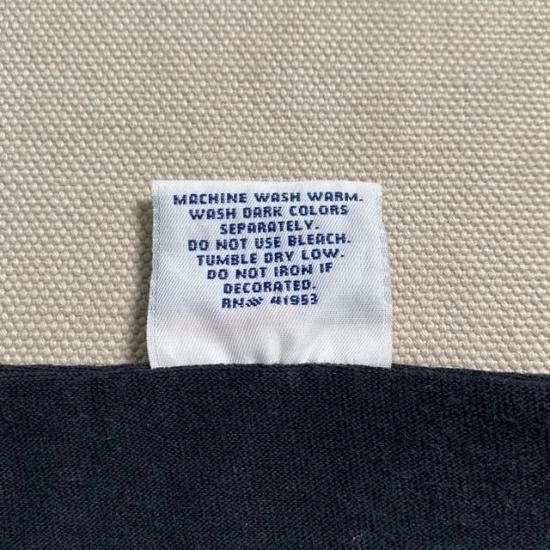 MACHINE WASH WARM.
WASH DARK COLORS
SEPARATELY.
DO NOT USE BLEACH.
TUMBLE DRY LOW.
DO NOT IRON IF
DECORATED.
RN# 41953